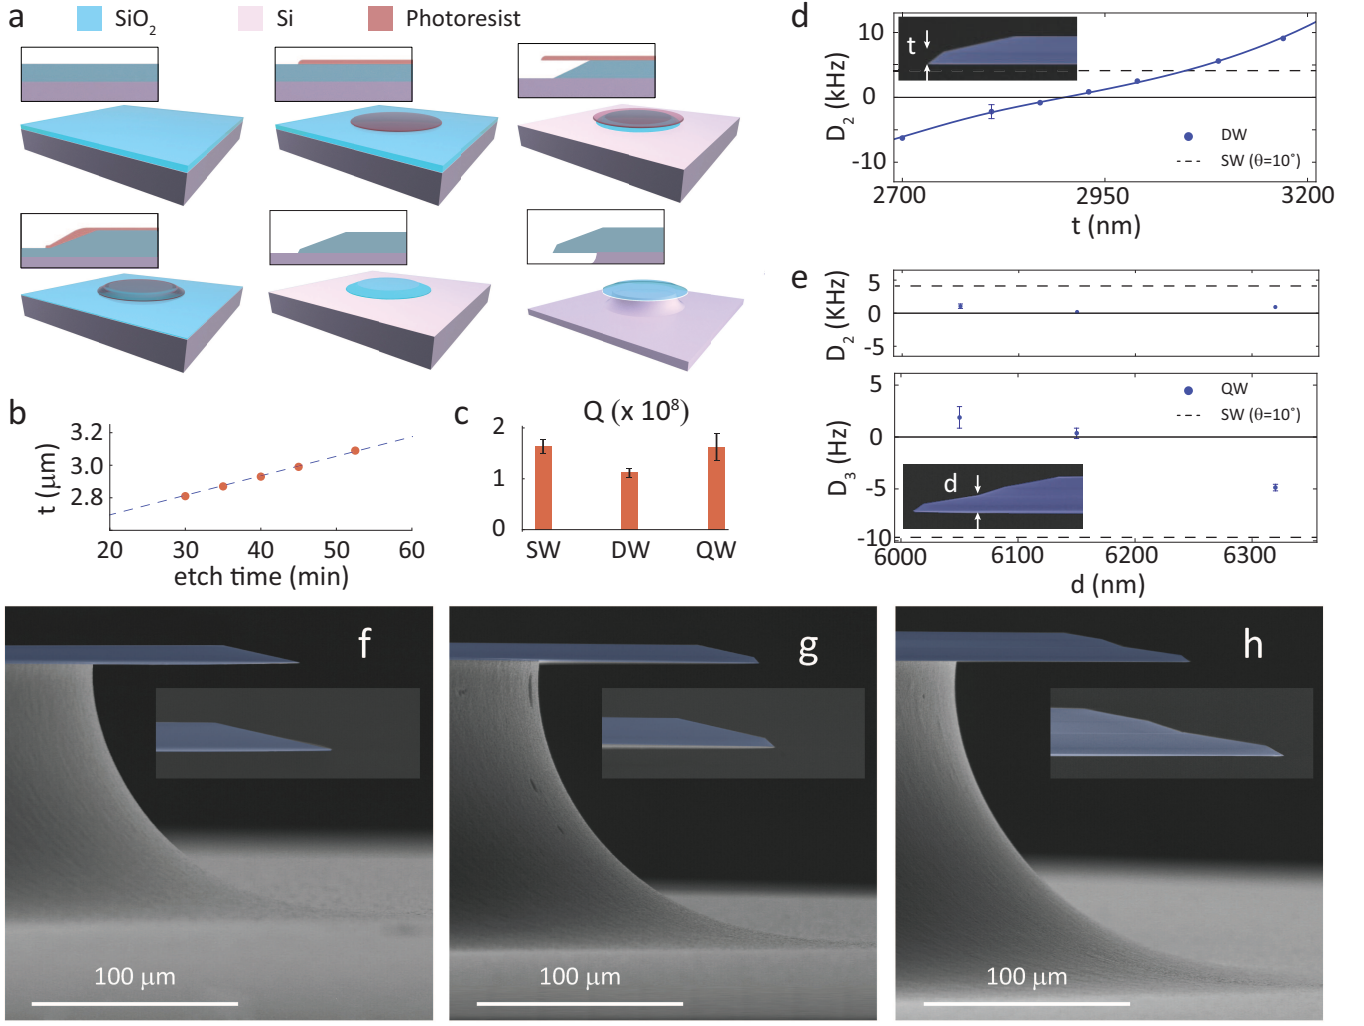 a
SiO2
Si
Photoresist
b
t (μm)
3.2
3.0
2.8
20
30
40
50
60
etch time (min)
c
Q (x 10⁸)
2
1
0
SW
DW
QW
d
D2 (kHz)
10
0
-10
t
DW
SW (θ=10°)
2700
2950
3200
t (nm)
e
D2 (KHz)
5
0
-5
D3 (Hz)
5
0
-5
-10
QW
SW (θ=10°)
d
6000
6100
6200
6300
d (nm)
f
100 μm
g
100 μm
h
100 μm